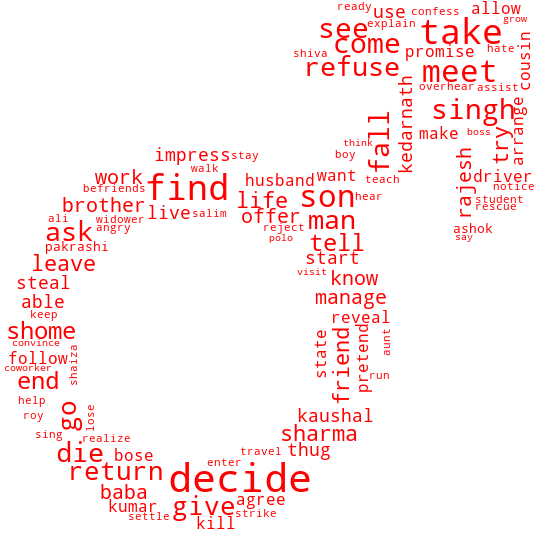 ready
use
confess
allow
grow
see
explain
take
come
promise
hate
shiva
refuse
meet
cousin
overhear
assist
kedarnath
singh
arrange
fall
make
boss
try
think
impress
stay
boy
walk
work
find
husband
want
teach
rajesh
driver
notice
befriends
son
hear
student
rescue
brother
life
live
salim
offer
man
ali
widower
angry
reject
ashok
say
ask
pakrashi
polo
tell
start
leave
visit
know
steal
manage
able
keep
reveal
shome
state
friend
pretend
aunt
convince
follow
shaiza
coworker
end
run
help
roy
go
lose
kaushal
sing
realize
sharma
die
bose
travel
thug
return
enter
decide
baba
kumar
give
agree
settle
strike
kill